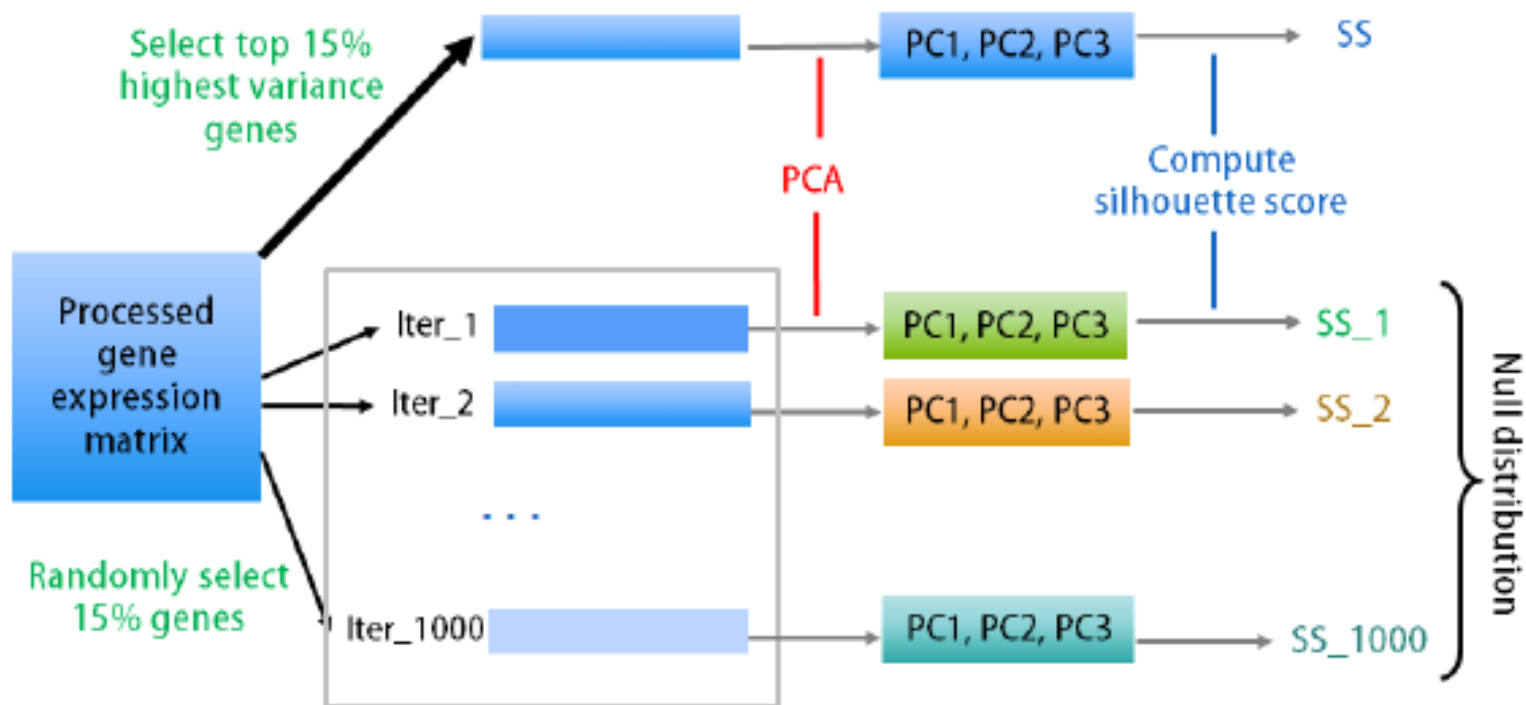 Select top 15%
highest variance
genes
PC1, PC2, PC3
SS
PCA
Compute
silhouette score
Processed
gene
expression
matrix
Iter_1
PC1, PC2, PC3
SS_1
Iter_2
PC1, PC2, PC3
SS_2
. . .
Randomly select
15% genes
Iter_1000
PC1, PC2, PC3
SS_1000
Null distribution